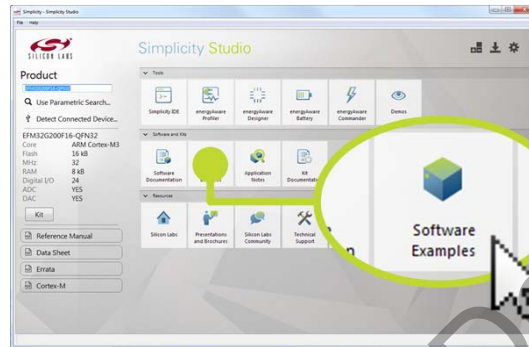 Simplicity - Simplicity Studio
File Help
SILICON LABS
Simplicity Studio
Product
EFM32G200F16-QFN32
Use Parametric Search...
Detect Connected Device...
EFM32G200F16-QFN32
Core ARM Cortex-M3
Flash 16 kB
MHz 32
RAM 8 kB
Digital I/O 24
ADC YES
DAC YES
Kit
Reference Manual
Data Sheet
Errata
Cortex-M
Tools
Simplicity IDE
energyAware Profiler
energyAware Designer
energyAware Battery
energyAware Commander
Demos
Software and Kits
Software Documentation
Application Notes
Kit Documentation
Resources
Silicon Labs
Presentations and Brochures
Silicon Labs Community
Technical Support
Software
Examples